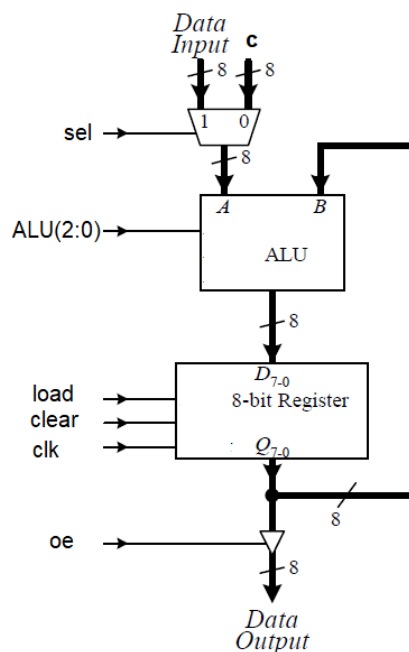 Data
Input
c
8
8
1
0
sel
8
A
B
ALU(2:0)
ALU
8
D7-0
load
8-bit Register
clear
clk
Q7-0
8
oe
8
Data
Output